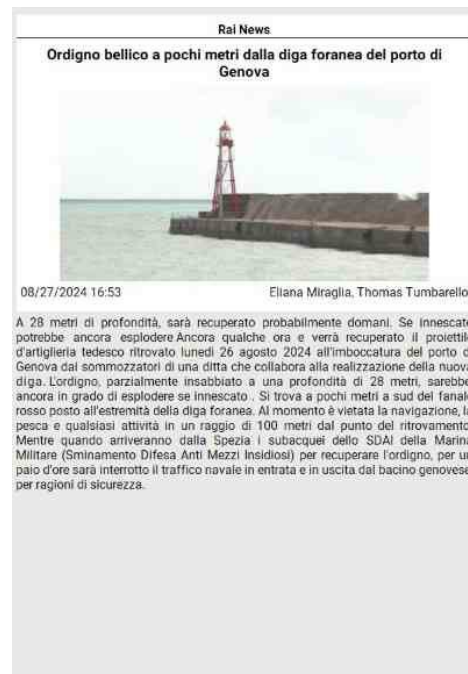 Rai News
Ordigno bellico a pochi metri dalla diga foranea del porto di
Genova
08/27/2024 16:53
Eliana Miraglia, Thomas Tumbarello
A 28 metri di profondità, sarà recuperato probabilmente domani. Se innescato
potrebbe ancora esplodere Ancora qualche ora e verrà recuperato il proiettile
d'artiglieria tedesco ritrovato lunedì 26 agosto 2024 all'imboccatura del porto d
Genova dai sommozzatori di una ditta che collabora alla realizzazione della nuova
diga. L'ordigno, parzialmente insabbiato a una profondità di 28 metri, sarebbe
ancora in grado di esplodere se innescato . Si trova a pochi metri a sud del fanale
rosso posto all'estremità della diga foranea. Al momento è vietata la navigazione, la
pesca e qualsiasi attività in un raggio di 100 metri dal punto del ritrovamento
Mentre quando arriveranno dalla Spezia i subacquei dello SDAI della Marina
Militare (Sminamento Difesa Anti Mezzi Insidiosi) per recuperare l'ordigno, per un
paio d'ore sarà interrotto il traffico navale in entrata e in uscita dal bacino genovese
per ragioni di sicurezza.